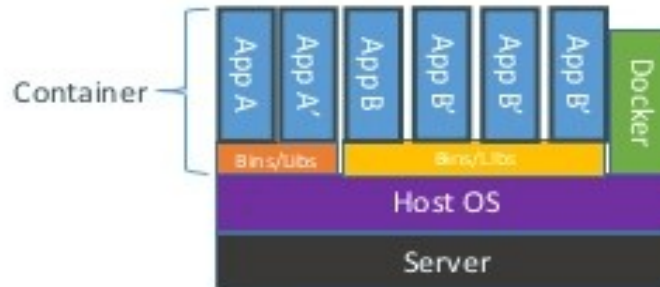 Container
App A
App A'
App B
App B'
App B'
App B'
Docker
Bins/Libs
Bins/Libs
Host OS
Server